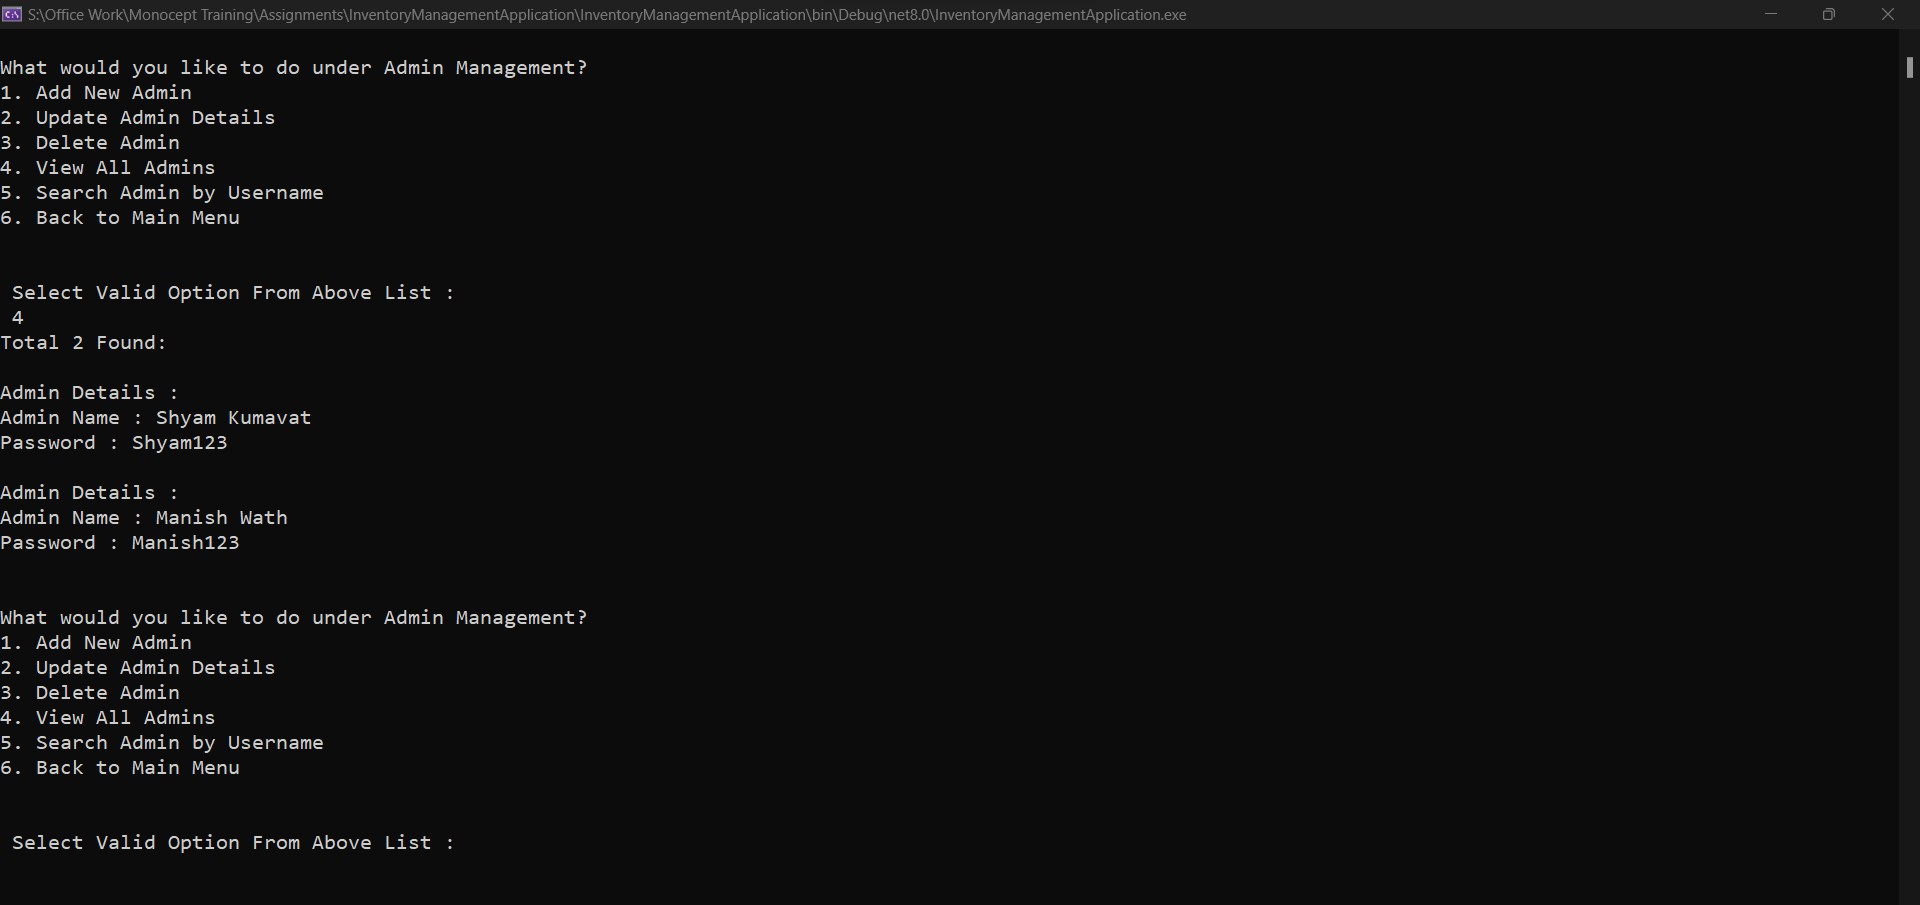 S:\Office Work\Monocept Training\Assignments\InventoryManagementApplication\InventoryManagementApplication\bin\Debug\net8.0\InventoryManagementApplication.exe
What would you like to do under Admin Management?
1. Add New Admin
2. Update Admin Details
3. Delete Admin
4. View All Admins
5. Search Admin by Username
6. Back to Main Menu
Select Valid Option From Above List :
4
Total 2 Found:
Admin Details :
Admin Name : Shyam Kumavat
Password : Shyam123
Admin Details :
Admin Name : Manish Wath
Password : Manish123
What would you like to do under Admin Management?
1. Add New Admin
2. Update Admin Details
3. Delete Admin
4. View All Admins
5. Search Admin by Username
6. Back to Main Menu
Select Valid Option From Above List :